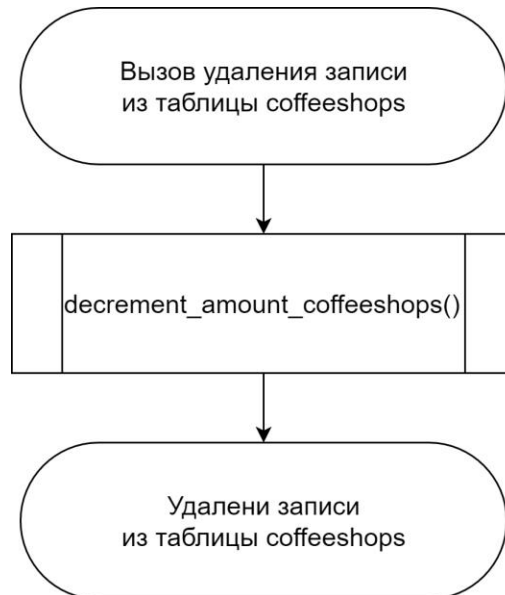 Вызов удаления записи
из таблицы coffeeshops
decrement_amount_coffeeshops()
Удалени записи
из таблицы coffeeshops